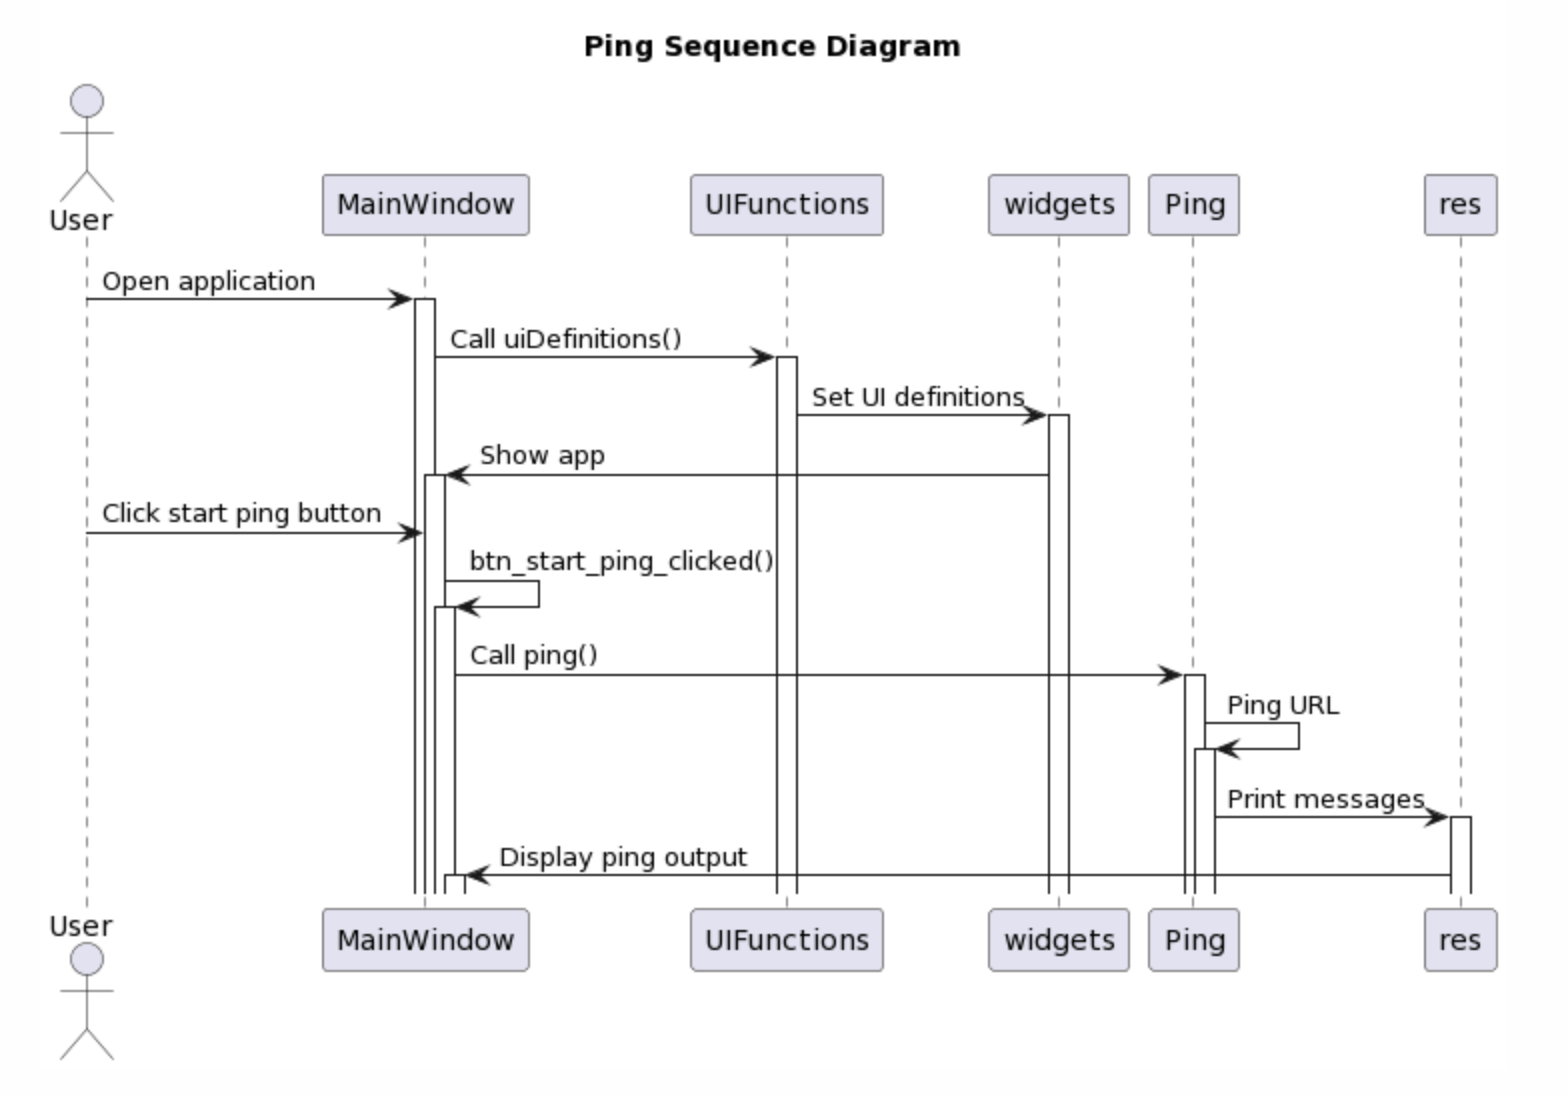 Ping Sequence Diagram
User
MainWindow
UIFunctions
widgets
Ping
res
Open application
Call uiDefinitions()
Set UI definitions
Show app
Click start ping button
btn_start_ping_clicked()
Call ping()
Ping URL
Print messages
Display ping output
User
MainWindow
UIFunctions
widgets
Ping
res